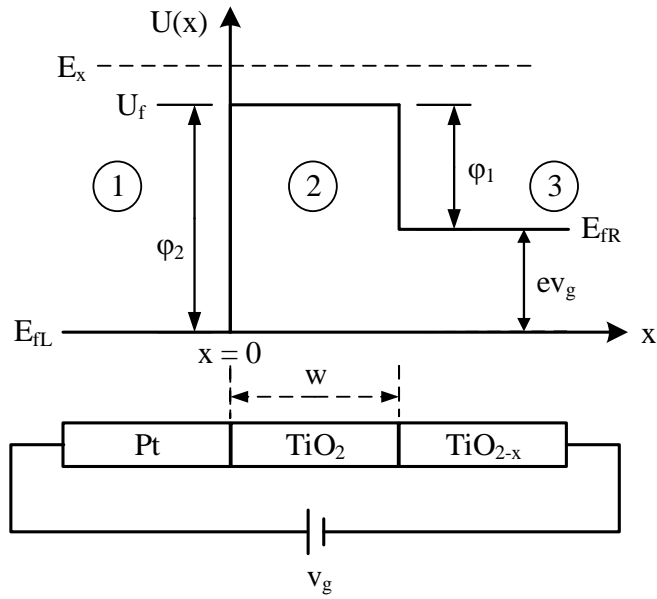 U(x)
Eₓ
U_f
1
2
3
φ₁
φ₂
E_fR
ev_g
E_fL
x = 0
x
w
Pt
TiO₂
TiO₂₋ₓ
v_g